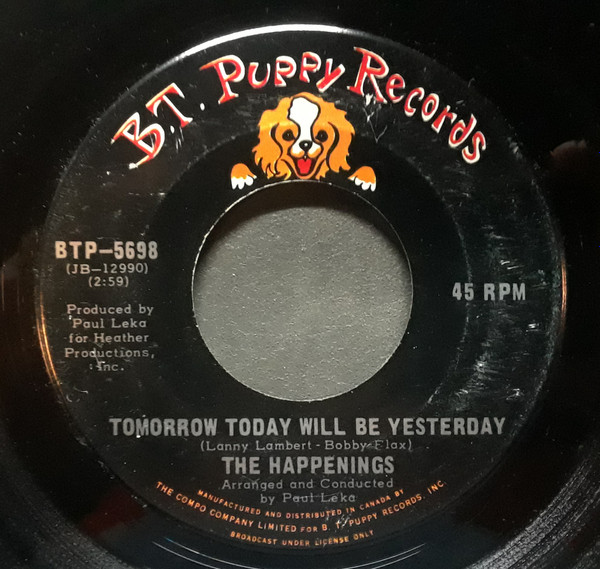 B.T. Puppy Records
BTP-5698
(JB-12990)
(2:59)
45 RPM
Produced by
Paul Leka
for Heather
Productions,
Inc.
TOMORROW TODAY WILL BE YESTERDAY
(Lanny Lambert - Bobby Flax)
THE HAPPENINGS
Arranged and Conducted
by Paul Leka
MANUFACTURED AND DISTRIBUTED IN CANADA BY
THE COMPO COMPANY LIMITED FOR B.T. PUPPY RECORDS, INC.
BROADCAST UNDER LICENSE ONLY